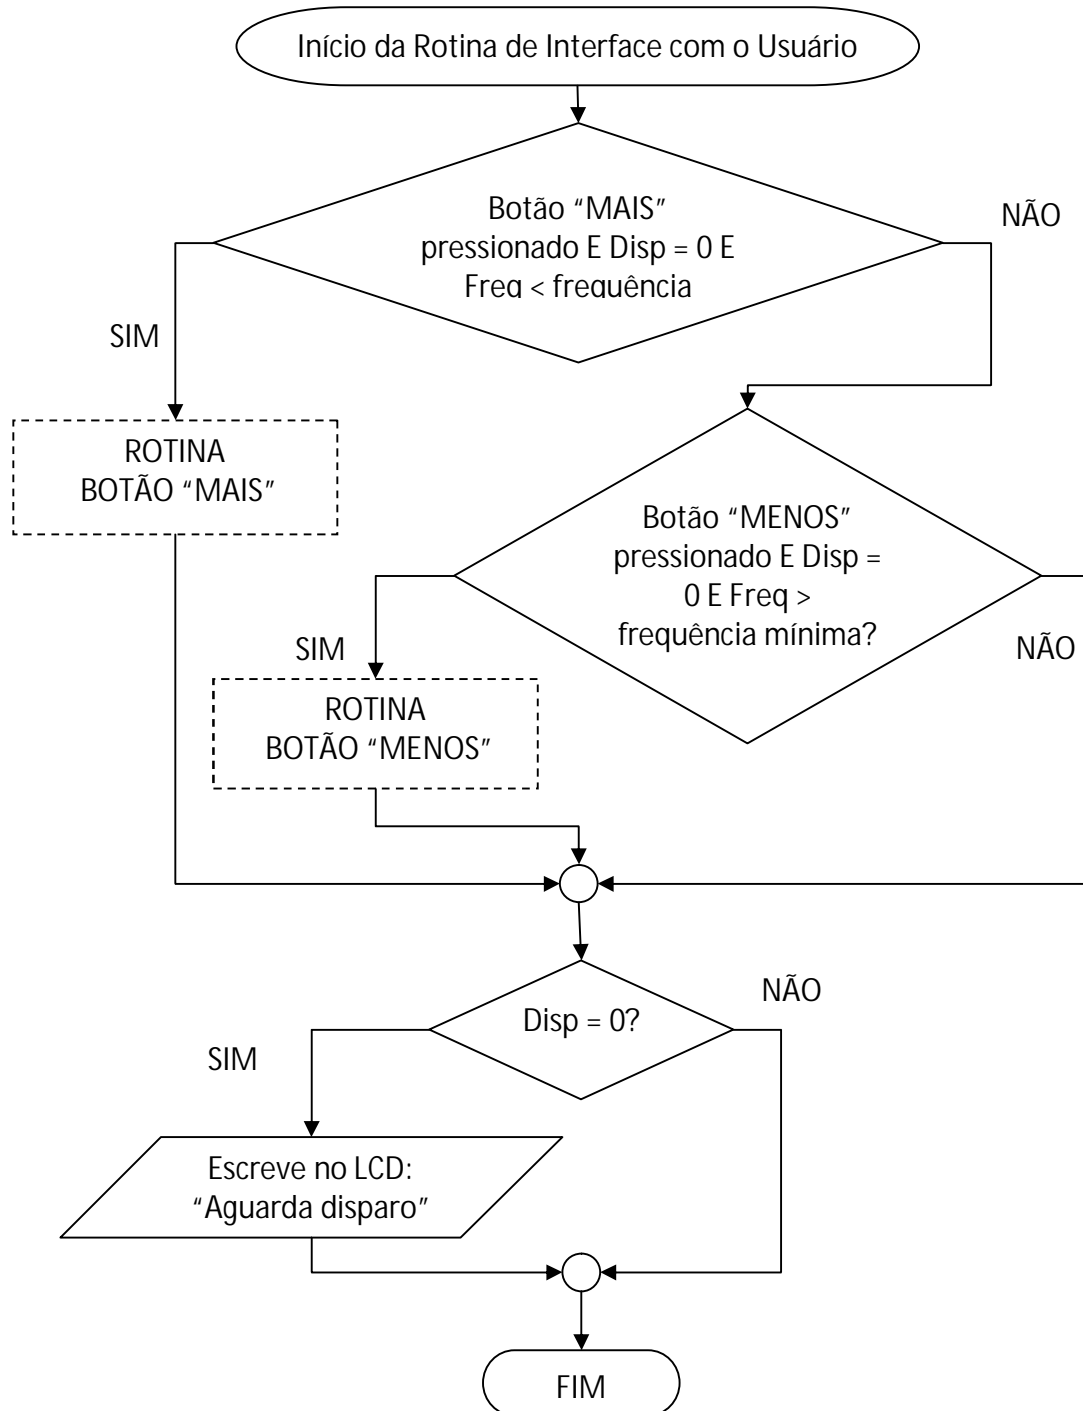 Início da Rotina de Interface com o Usuário
Botão “MAIS”
pressionado E Disp = 0 E
Freq < frequência
NÃO
SIM
ROTINA
BOTÃO “MAIS”
Botão “MENOS”
pressionado E Disp =
0 E Freq >
frequência mínima?
SIM
NÃO
ROTINA
BOTÃO “MENOS”
Disp = 0?
NÃO
SIM
Escreve no LCD:
“Aguarda disparo”
FIM